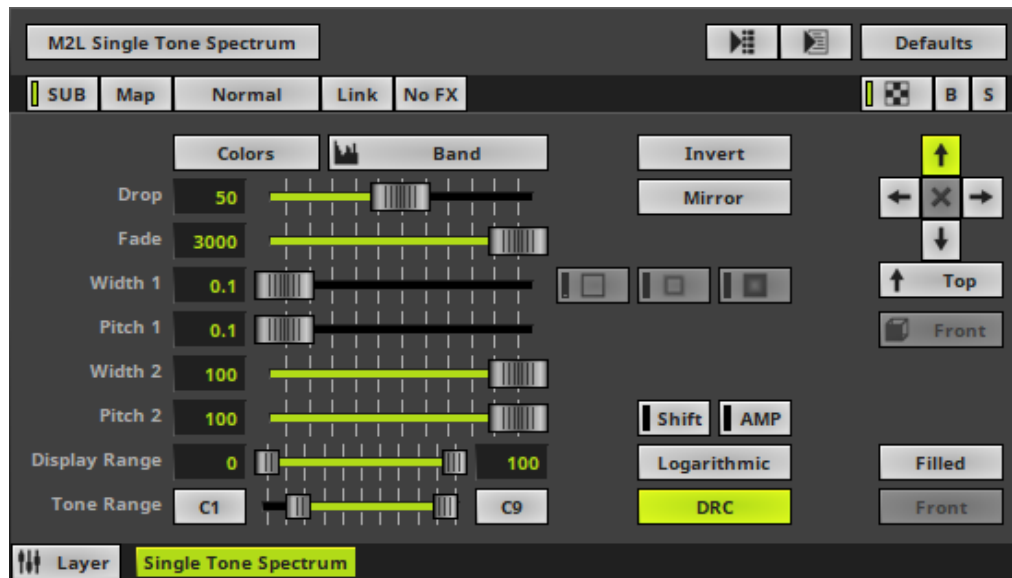 M2L Single Tone Spectrum
Defaults
SUB Map Normal Link No FX
B S
Colors Band Invert
Drop 50 Mirror
Fade 3000
Width 1 0.1 Top
Pitch 1 0.1 Front
Width 2 100
Pitch 2 100 Shift AMP
Display Range 0 100 Logarithmic Filled
Tone Range C1 C9 DRC Front
Layer Single Tone Spectrum